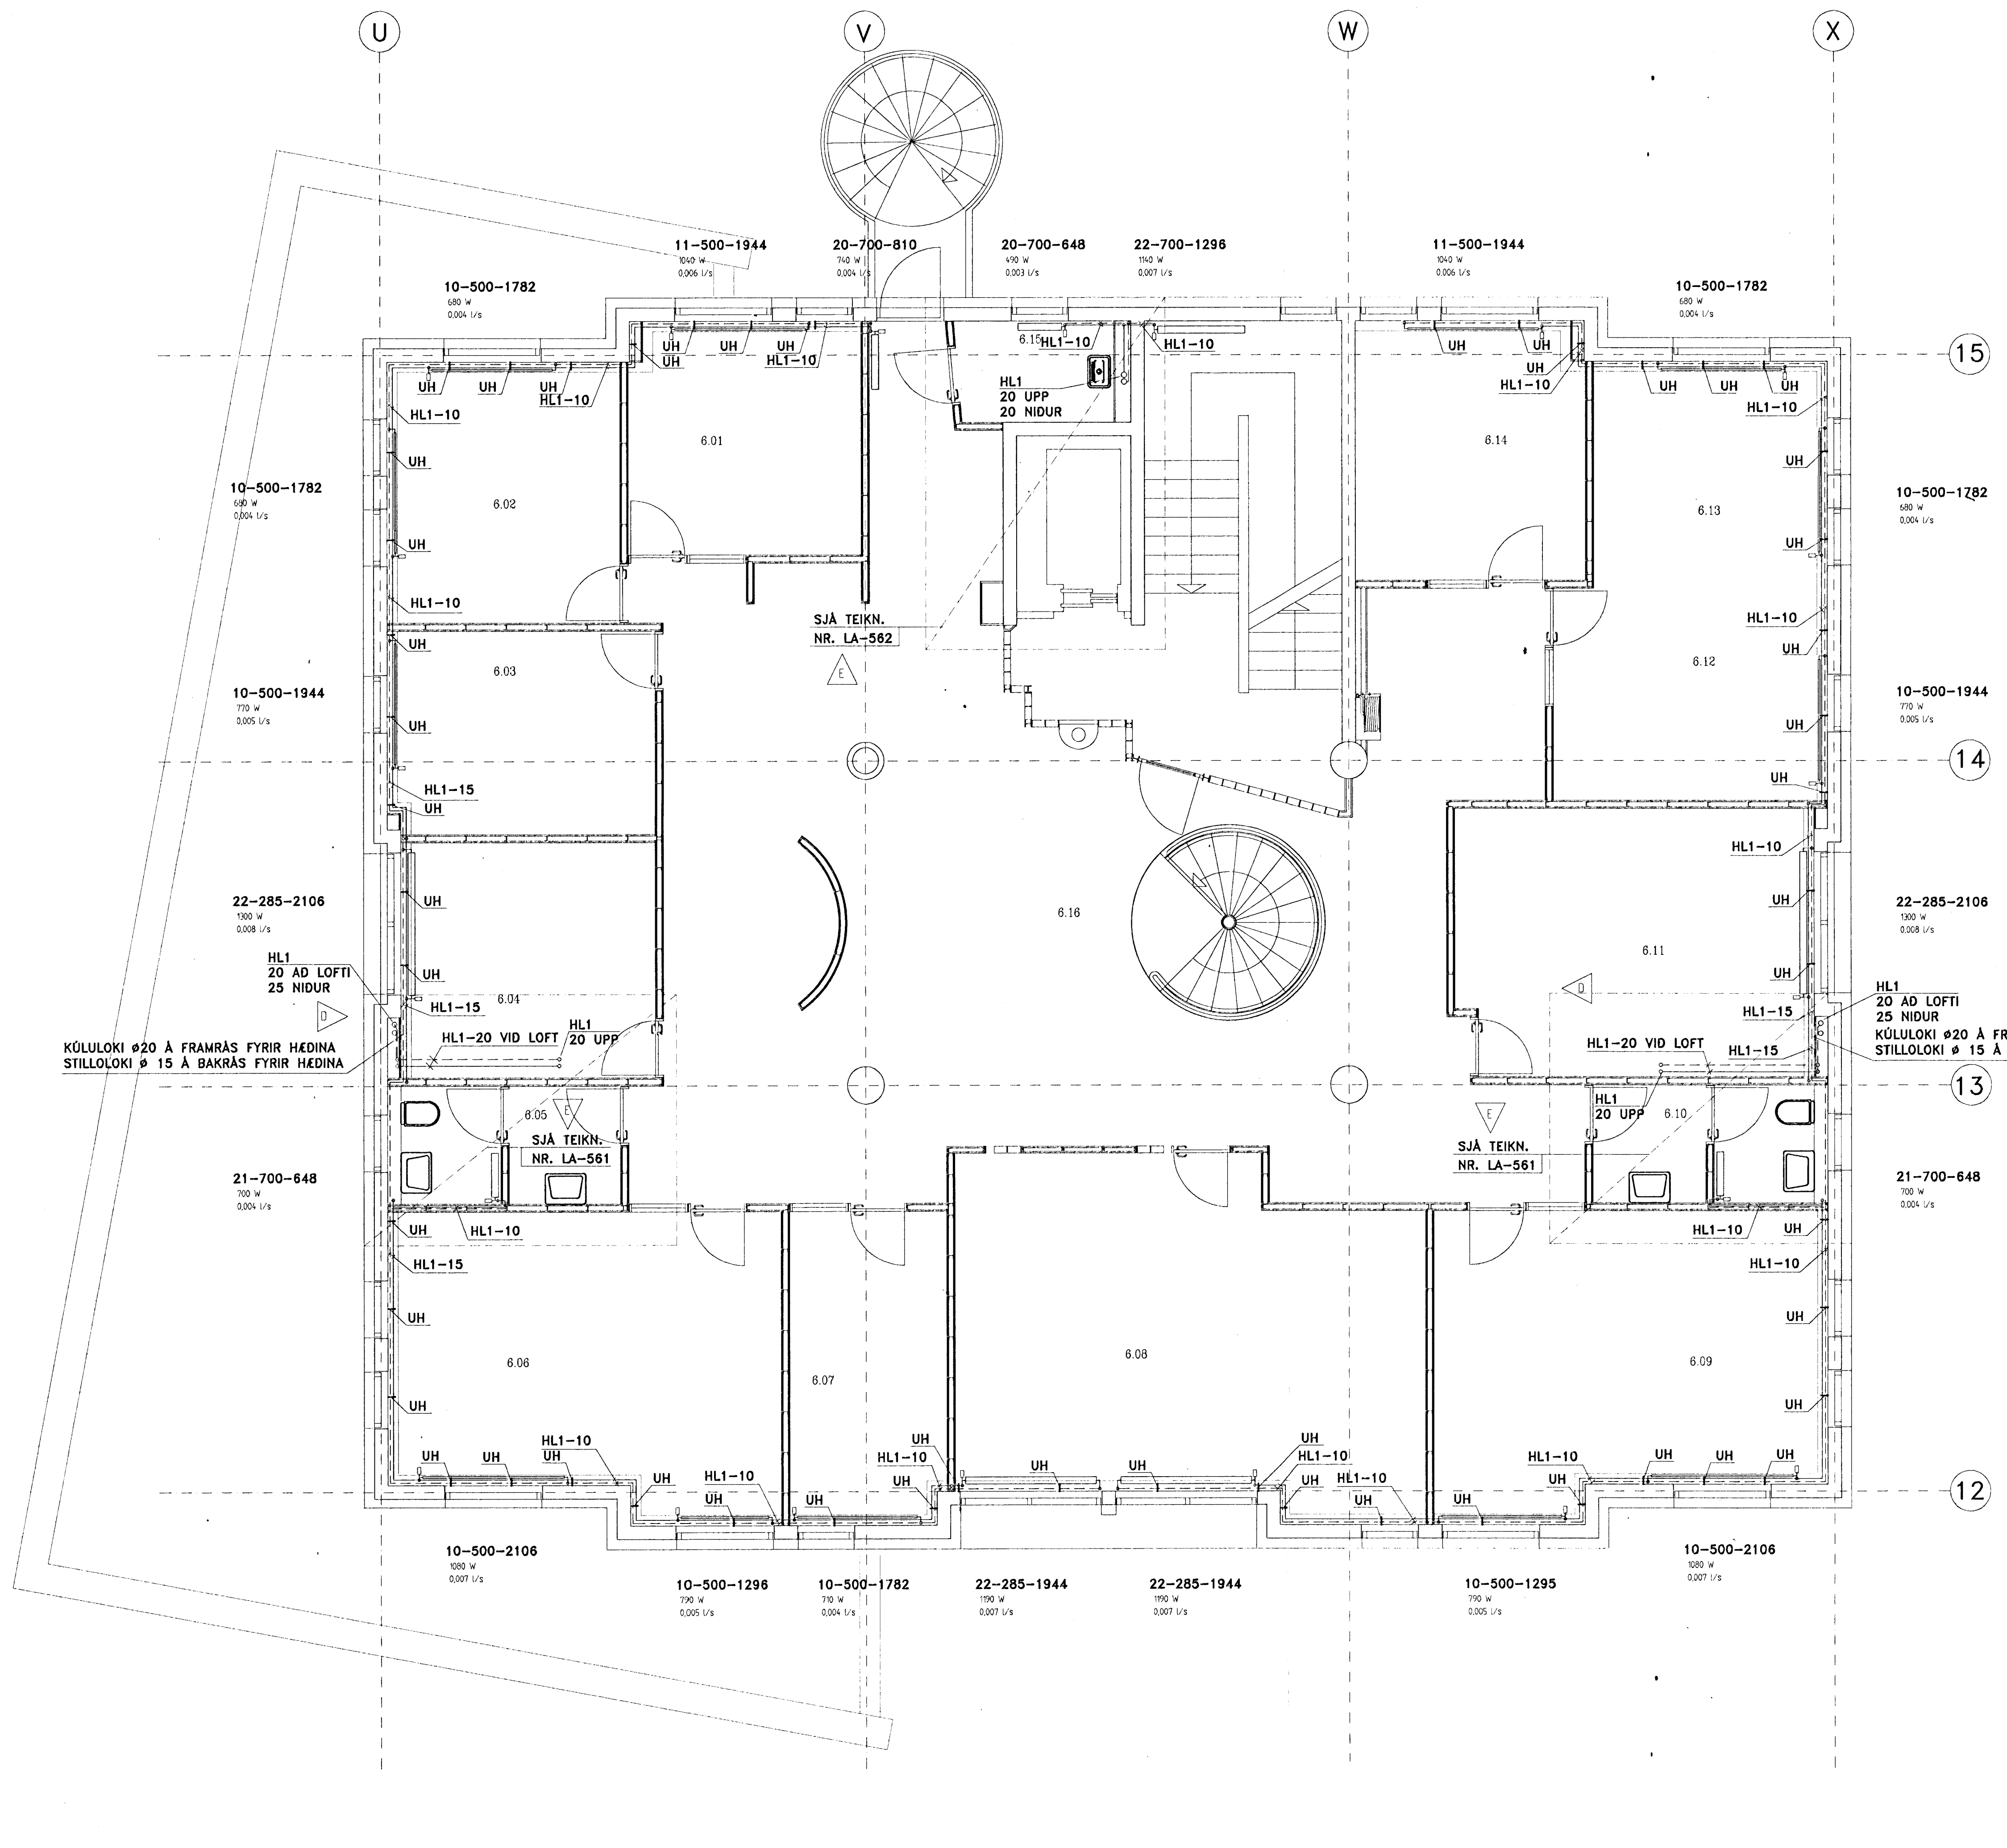 U
V
W
X
11-500-1944
1040 W
0,006 l/s
20-700-810
740 W
0,004 l/s
20-700-648
490 W
0,003 l/s
22-700-1296
1140 W
0,007 l/s
11-500-1944
1040 W
0,006 l/s
10-500-1782
680 W
0,004 l/s
10-500-1782
680 W
0,004 l/s
UH
UH
UH
UH
HL1-10
6.15
HL1-10
HL1-10
UH
UH
UH
HL1-10
15
UH
UH
UH
HL1-10
HL1
20 UPP
20 NIÐUR
UH
UH
UH
HL1-10
HL1-10
6.01
6.14
UH
UH
10-500-1782
680 W
0,004 l/s
6.02
10-500-1782
680 W
0,004 l/s
6.13
UH
UH
HL1-10
HL1-10
SJÁ TEIKN.
NR. LA-562
E
UH
UH
6.03
6.12
10-500-1944
770 W
0,005 l/s
10-500-1944
770 W
0,005 l/s
UH
UH
14
HL1-15
UH
UH
HL1-10
22-285-2106
1300 W
0,008 l/s
UH
6.16
UH
22-285-2106
1300 W
0,008 l/s
6.11
HL1
20 AÐ LOFTI
25 NIÐUR
UH
UH
D
6.04
HL1-15
D
HL1-15
HL1
20 AÐ LOFTI
25 NIÐUR
KÚLULOKI ø20 Á FRAMRÁS FYRIR HÆÐINA
STILLOLOKI ø 15 Á BAKRÁS FYRIR HÆÐINA
HL1-20 VIÐ LOFT
HL1
20 UPP
HL1-20 VIÐ LOFT
HL1-15
KÚLULOKI ø20 Á FR
STILLOLOKI ø 15 Á
13
6.05
E
SJÁ TEIKN.
NR. LA-561
E
SJÁ TEIKN.
NR. LA-561
HL1
20 UPP
6.10
21-700-648
700 W
0,004 l/s
21-700-648
700 W
0,004 l/s
UH
HL1-10
HL1-10
UH
HL1-15
HL1-10
UH
UH
6.06
6.07
6.08
6.09
UH
UH
UH
UH
UH
HL1-10
UH
HL1-10
UH
HL1-10
UH
UH
UH
UH
UH
HL1-10
UH
HL1-10
UH
HL1-10
UH
UH
UH
UH
UH
12
10-500-2106
1080 W
0,007 l/s
10-500-1296
790 W
0,005 l/s
10-500-1782
710 W
0,004 l/s
22-285-1944
1190 W
0,007 l/s
22-285-1944
1190 W
0,007 l/s
10-500-1295
790 W
0,005 l/s
10-500-2106
1080 W
0,007 l/s